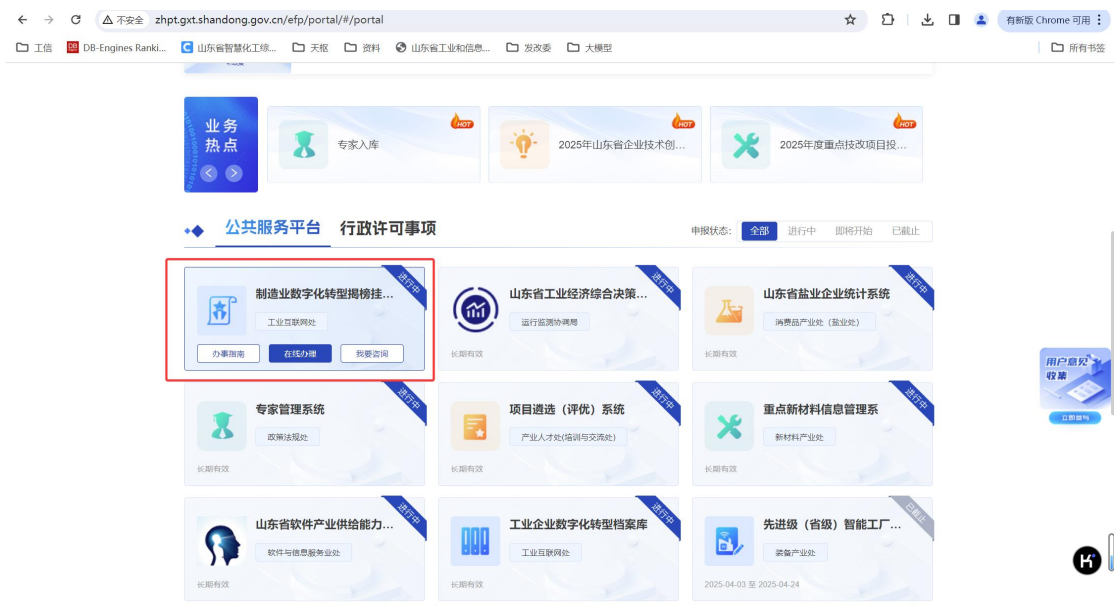 不安全 zhpt.gxt.shandong.gov.cn/efp/portal/#/portal
有新版 Chrome 可用
工信 DB-Engines Ranki... 山东省智慧化工综... 天枢 资料 山东省工业和信息... 发改委 大模型 所有书签
业务
热点
HOT
专家入库
HOT
2025年山东省企业技术创...
HOT
2025年度重点技改项目投...
公共服务平台 行政许可事项
申报状态: 全部 进行中 即将开始 已截止
进行中
制造业数字化转型揭榜挂...
工业互联网处
办事指南 在线办理 我要咨询
进行中
山东省工业经济综合决策...
运行监测协调局
长期有效
进行中
山东省盐业企业统计系统
消费品产业处（盐业处）
长期有效
用户意见
收集
立即填写
进行中
专家管理系统
政策法规处
长期有效
进行中
项目遴选（评优）系统
产业人才处(培训与交流处)
长期有效
进行中
重点新材料信息管理系
新材料产业处
长期有效
进行中
山东省软件产业供给能力...
软件与信息服务业处
长期有效
进行中
工业企业数字化转型档案库
工业互联网处
长期有效
已截止
先进级（省级）智能工厂...
装备产业处
2025-04-03 至 2025-04-24